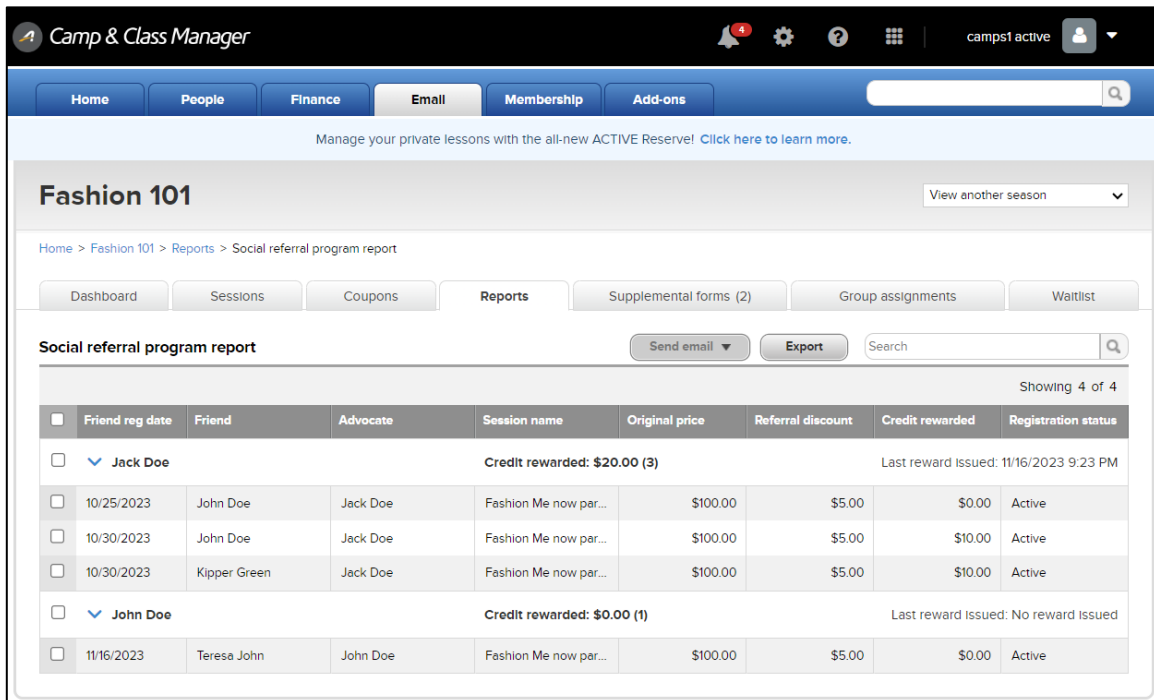 Camp & Class Manager 4 camps1 active
Home People Finance Email Membership Add-ons
Manage your private lessons with the all-new ACTIVE Reserve! Click here to learn more.
Fashion 101 View another season
Home > Fashion 101 > Reports > Social referral program report
Dashboard Sessions Coupons Reports Supplemental forms (2) Group assignments Waitlist
Social referral program report Send email Export Search
Showing 4 of 4
Friend reg date Friend Advocate Session name Original price Referral discount Credit rewarded Registration status
Jack Doe Credit rewarded: $20.00 (3) Last reward issued: 11/16/2023 9:23 PM
10/25/2023 John Doe Jack Doe Fashion Me now par... $100.00 $5.00 $0.00 Active
10/30/2023 John Doe Jack Doe Fashion Me now par... $100.00 $5.00 $10.00 Active
10/30/2023 Kipper Green Jack Doe Fashion Me now par... $100.00 $5.00 $10.00 Active
John Doe Credit rewarded: $0.00 (1) Last reward issued: No reward issued
11/16/2023 Teresa John John Doe Fashion Me now par... $100.00 $5.00 $0.00 Active